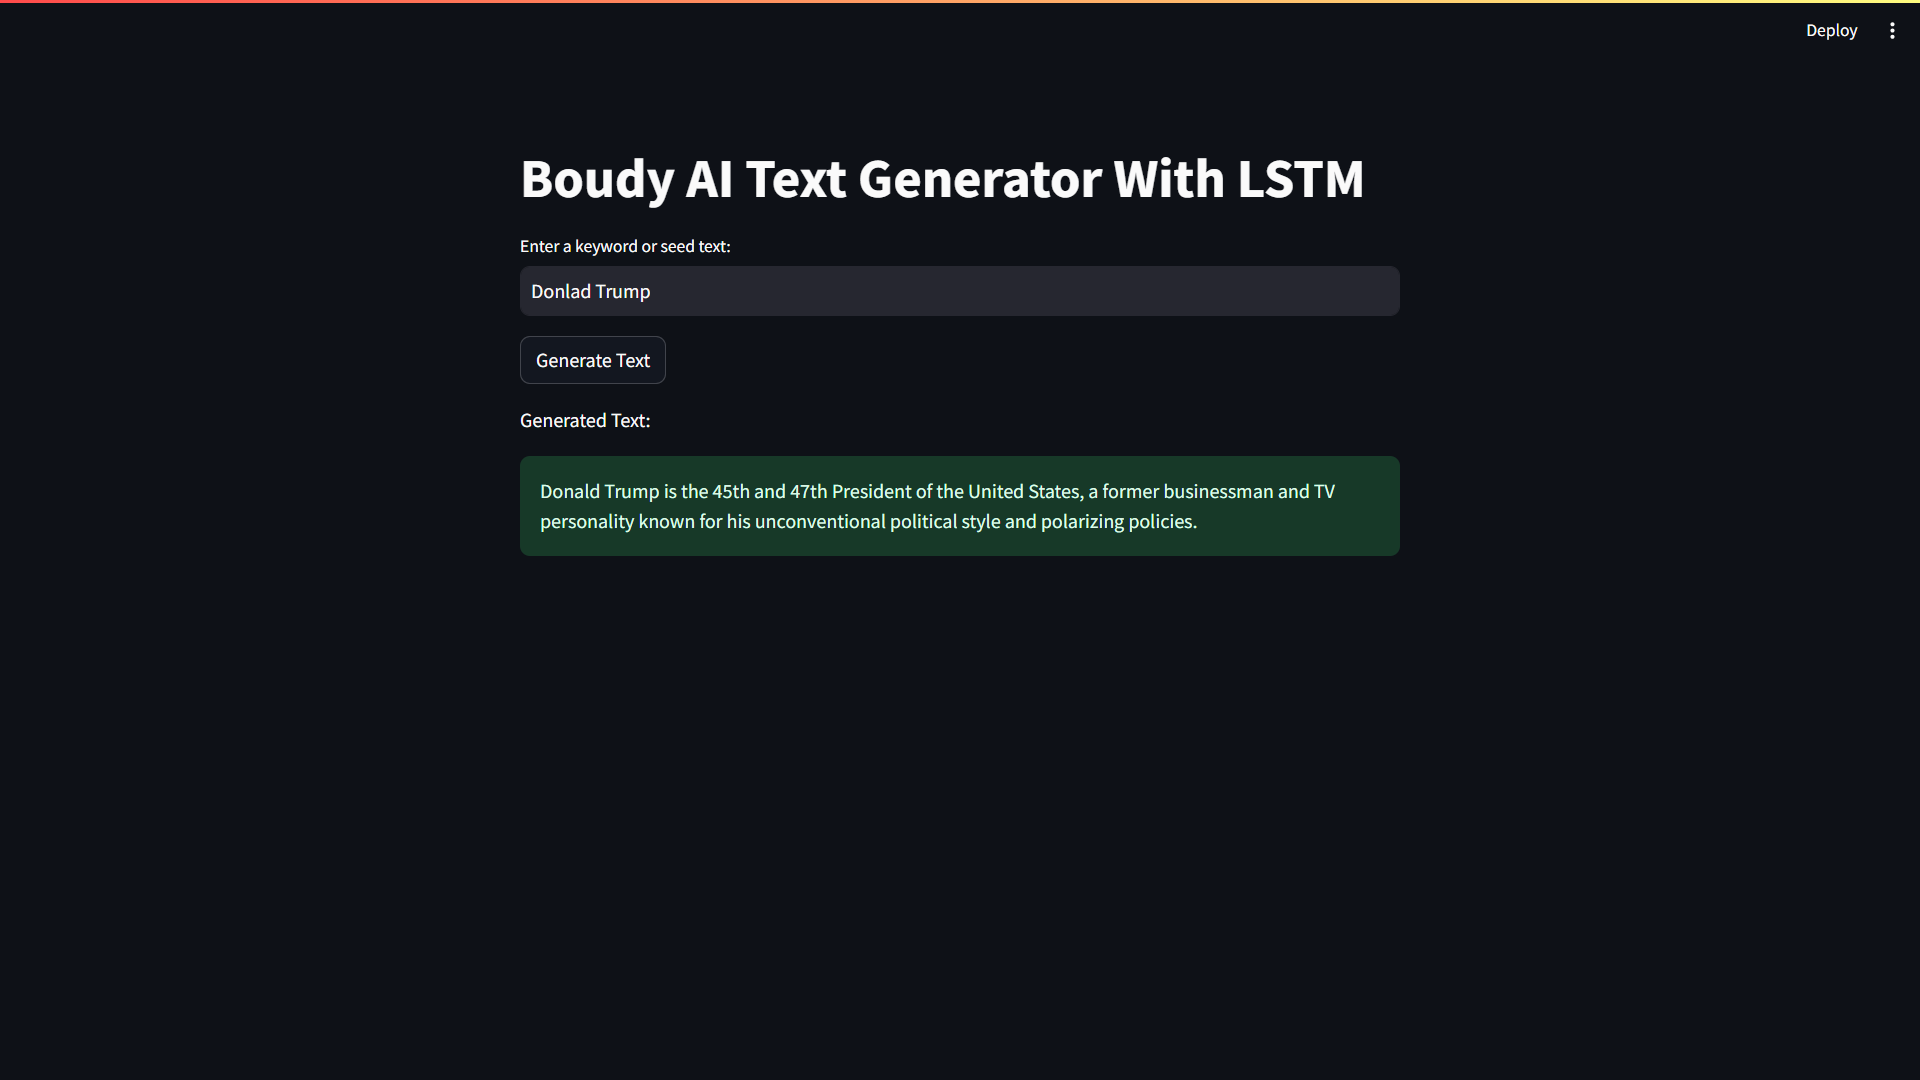 Deploy
Boudy AI Text Generator With LSTM
Enter a keyword or seed text:
Donlad Trump
Generate Text
Generated Text:
Donald Trump is the 45th and 47th President of the United States, a former businessman and TV
personality known for his unconventional political style and polarizing policies.